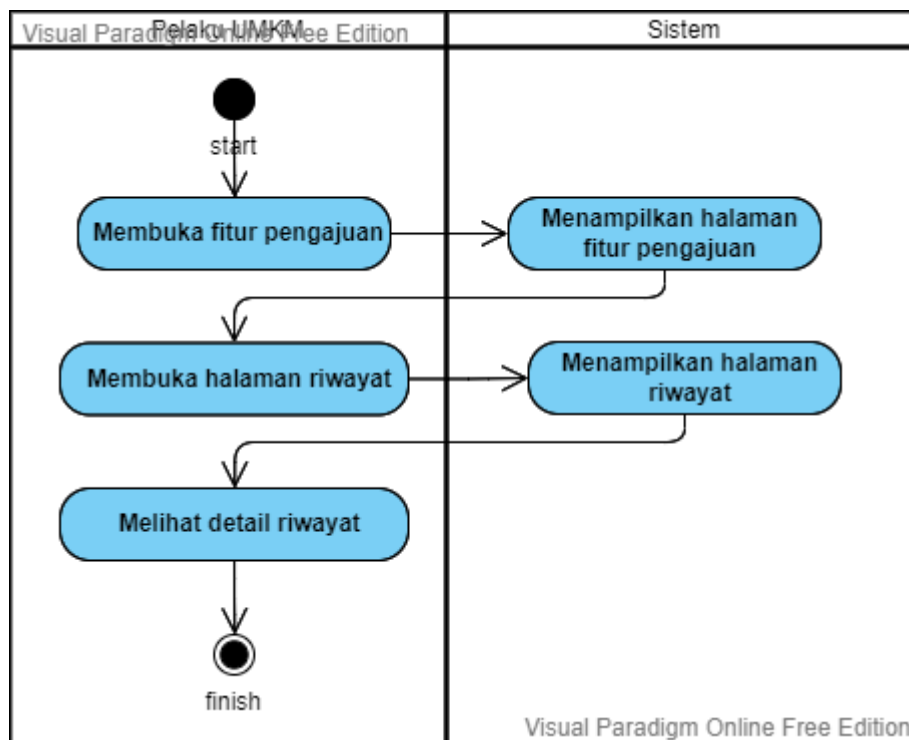 Visual Paradigm Online Free Edition
Pelaku UMKM
Sistem
start
Membuka fitur pengajuan
Menampilkan halaman
fitur pengajuan
Membuka halaman riwayat
Menampilkan halaman
riwayat
Melihat detail riwayat
finish
Visual Paradigm Online Free Edition